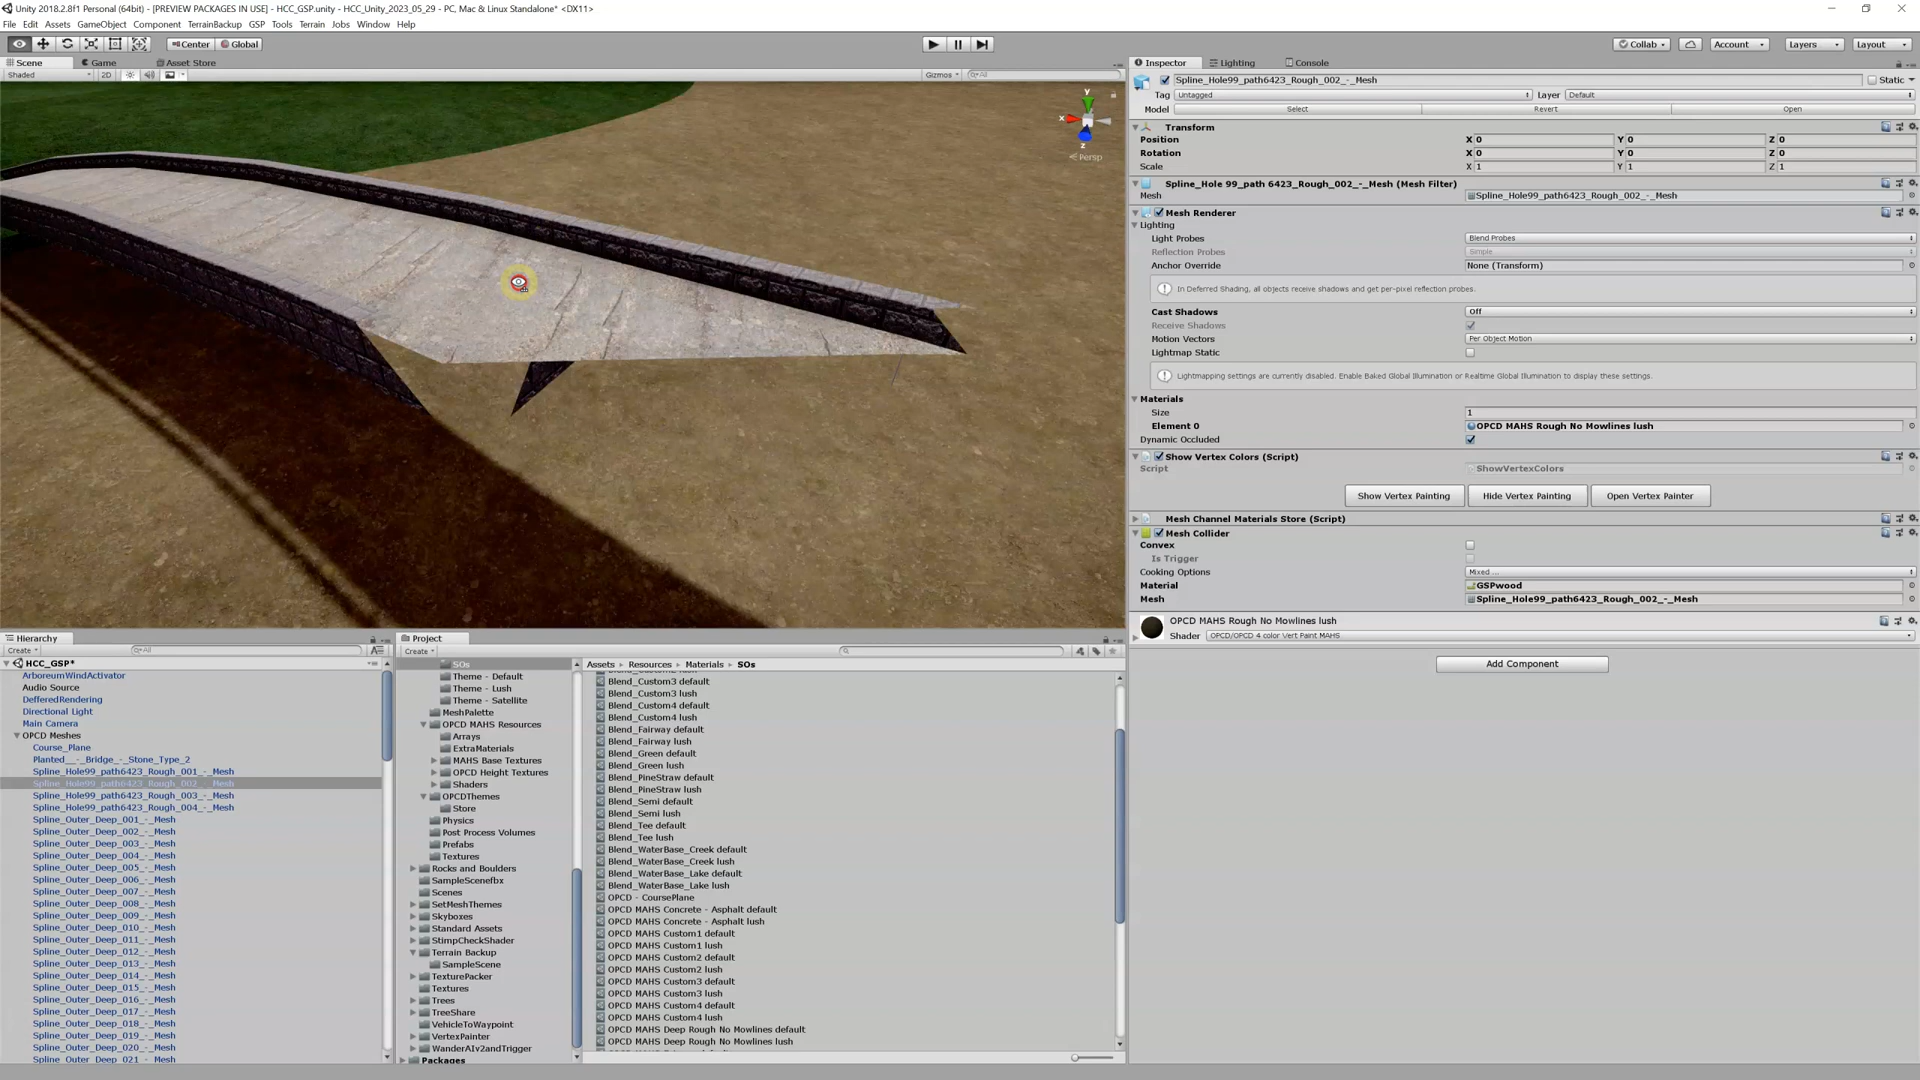 Unity 2018.2.8f1 Personal (64bit) - [PREVIEW PACKAGES IN USE] - HCC_GSP.unity - HCC_Unity_2023_05_29 - PC, Mac & Linux Standalone* <DX11>
File Edit Assets GameObject Component TerrainBackup GSP Tools Terrain Jobs Window Help
Center Global Collab Account Layers Layout
Scene Game Asset Store
Shaded 2D Gizmos All
y
x
z
Persp
Inspector Lighting Console
Spline_Hole99_path6423_Rough_002_-_Mesh Static
Tag Untagged Layer Default
Model Select Revert Open
Transform
Position X 0 Y 0 Z 0
Rotation X 0 Y 0 Z 0
Scale X 1 Y 1 Z 1
Spline_Hole 99_path 6423_Rough_002_-_Mesh (Mesh Filter)
Mesh Spline_Hole99_path6423_Rough_002_-_Mesh
Mesh Renderer
Lighting
Light Probes Blend Probes
Reflection Probes Simple
Anchor Override None (Transform)
In Deferred Shading, all objects receive shadows and get per-pixel reflection probes.
Cast Shadows Off
Receive Shadows
Motion Vectors Per Object Motion
Lightmap Static
Lightmapping settings are currently disabled. Enable Baked Global Illumination or Realtime Global Illumination to display these settings.
Materials
Size 1
Element 0 OPCD MAHS Rough No Mowlines lush
Dynamic Occluded
Show Vertex Colors (Script)
Script ShowVertexColors
Show Vertex Painting Hide Vertex Painting Open Vertex Painter
Mesh Channel Materials Store (Script)
Mesh Collider
Convex
Is Trigger
Cooking Options Mixed ...
Material GSPwood
Mesh Spline_Hole99_path6423_Rough_002_-_Mesh
OPCD MAHS Rough No Mowlines lush
Shader OPCD/OPCD 4 color Vert Paint MAHS
Add Component
Hierarchy
Create All
HCC_GSP*
ArboreumWindActivator
Audio Source
DefferedRendering
Directional Light
Main Camera
OPCD Meshes
Course_Plane
Planted__-_Bridge_-_Stone_Type_2
Spline_Hole99_path6423_Rough_001_-_Mesh
Spline_Hole99_path6423_Rough_002_-_Mesh
Spline_Hole99_path6423_Rough_003_-_Mesh
Spline_Hole99_path6423_Rough_004_-_Mesh
Spline_Outer_Deep_001_-_Mesh
Spline_Outer_Deep_002_-_Mesh
Spline_Outer_Deep_003_-_Mesh
Spline_Outer_Deep_004_-_Mesh
Spline_Outer_Deep_005_-_Mesh
Spline_Outer_Deep_006_-_Mesh
Spline_Outer_Deep_007_-_Mesh
Spline_Outer_Deep_008_-_Mesh
Spline_Outer_Deep_009_-_Mesh
Spline_Outer_Deep_010_-_Mesh
Spline_Outer_Deep_011_-_Mesh
Spline_Outer_Deep_012_-_Mesh
Spline_Outer_Deep_013_-_Mesh
Spline_Outer_Deep_014_-_Mesh
Spline_Outer_Deep_015_-_Mesh
Spline_Outer_Deep_016_-_Mesh
Spline_Outer_Deep_017_-_Mesh
Spline_Outer_Deep_018_-_Mesh
Spline_Outer_Deep_019_-_Mesh
Spline_Outer_Deep_020_-_Mesh
Spline_Outer_Deep_021_-_Mesh
Project
Create
SOs
Theme - Default
Theme - Lush
Theme - Satellite
MeshPalette
OPCD MAHS Resources
Arrays
ExtraMaterials
MAHS Base Textures
OPCD Height Textures
Shaders
OPCDThemes
Store
Physics
Post Process Volumes
Prefabs
Textures
Rocks and Boulders
SampleScenefbx
Scenes
SetMeshThemes
Skyboxes
Standard Assets
StimpCheckShader
Terrain Backup
SampleScene
TexturePacker
Textures
Trees
TreeShare
VehicleToWaypoint
VertexPainter
WanderAIv2andTrigger
Packages
Assets Resources Materials SOs
Blend_Custom3 default
Blend_Custom3 lush
Blend_Custom4 default
Blend_Custom4 lush
Blend_Fairway default
Blend_Fairway lush
Blend_Green default
Blend_Green lush
Blend_PineStraw default
Blend_PineStraw lush
Blend_Semi default
Blend_Semi lush
Blend_Tee default
Blend_Tee lush
Blend_WaterBase_Creek default
Blend_WaterBase_Creek lush
Blend_WaterBase_Lake default
Blend_WaterBase_Lake lush
OPCD - CoursePlane
OPCD MAHS Concrete - Asphalt default
OPCD MAHS Concrete - Asphalt lush
OPCD MAHS Custom1 default
OPCD MAHS Custom1 lush
OPCD MAHS Custom2 default
OPCD MAHS Custom2 lush
OPCD MAHS Custom3 default
OPCD MAHS Custom3 lush
OPCD MAHS Custom4 default
OPCD MAHS Custom4 lush
OPCD MAHS Deep Rough No Mowlines default
OPCD MAHS Deep Rough No Mowlines lush